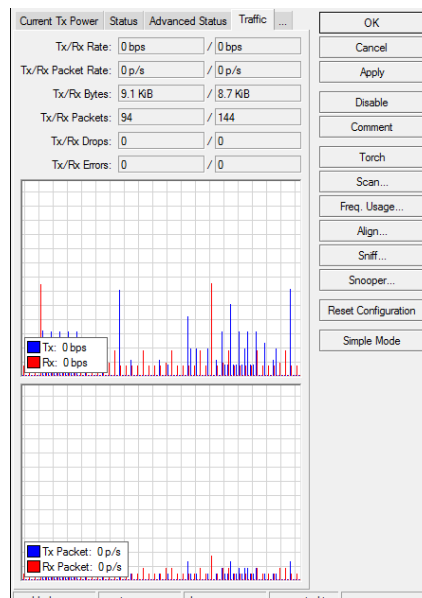 Current Tx Power Status Advanced Status Traffic ...
OK
Cancel
Apply
Disable
Comment
Torch
Scan...
Freq. Usage...
Align...
Sniff...
Snooper...
Reset Configuration
Simple Mode
Tx/Rx Rate: 0 bps / 0 bps
Tx/Rx Packet Rate: 0 p/s / 0 p/s
Tx/Rx Bytes: 9.1 KiB / 8.7 KiB
Tx/Rx Packets: 94 / 144
Tx/Rx Drops: 0 / 0
Tx/Rx Errors: 0 / 0
Tx: 0 bps
Rx: 0 bps
Tx Packet: 0 p/s
Rx Packet: 0 p/s